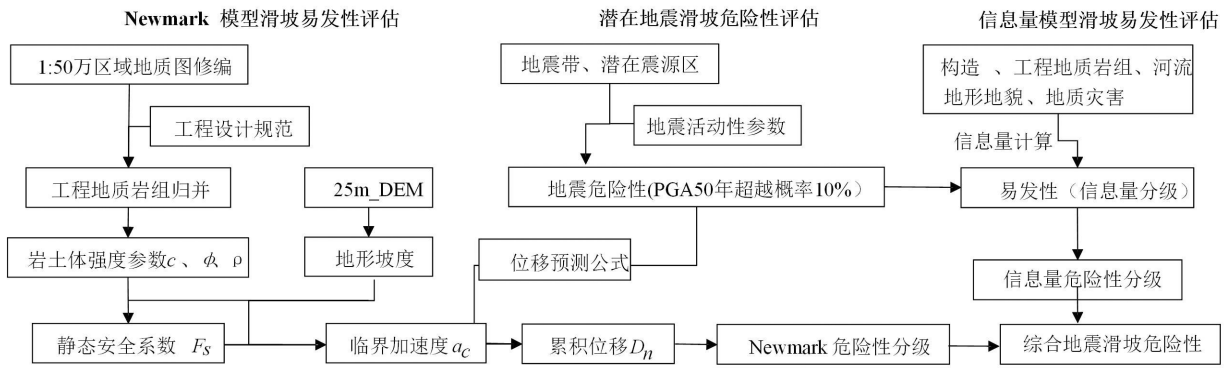 Newmark 模型滑坡易发性评估
潜在地震滑坡危险性评估
信息量模型滑坡易发性评估
1:50万区域地质图修编
工程设计规范
工程地质岩组归并
25m_DEM
岩土体强度参数c 、ϕ、ρ
地形坡度
静态安全系数 Fs
临界加速度ac
地震带、潜在震源区
地震活动性参数
地震危险性(PGA50年超越概率10%）
位移预测公式
累积位移Dn
Newmark 危险性分级
构造 、工程地质岩组、河流
地形地貌、地质灾害
信息量计算
易发性（信息量分级）
信息量危险性分级
综合地震滑坡危险性